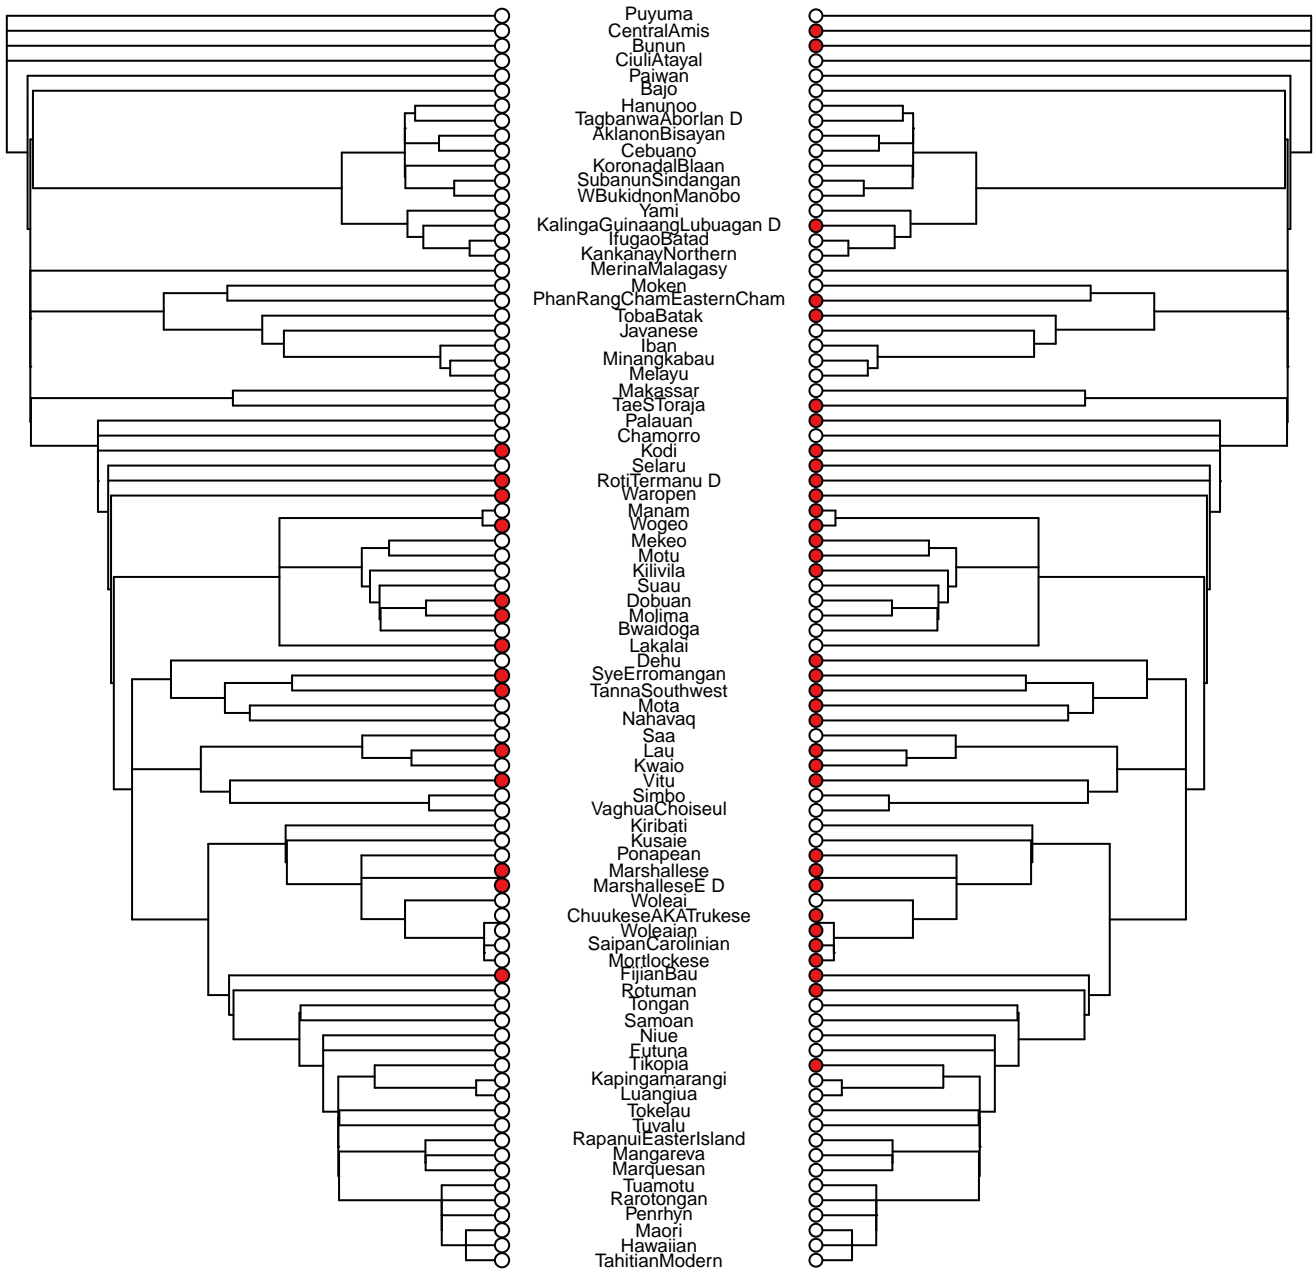 Puyuma
CentralAmis
Bunun
CiuliAtayal
Paiwan
Bajo
Hanunoo
TagbanwaAborlan D
AklanonBisayan
Cebuano
KoronadalBlaan
SubanunSindangan
WBukidnonManobo
Yami
KalingaGuinaangLubuagan D
IfugaoBatad
KankanayNorthern
MerinaMalagasy
Moken
PhanRangChamEasternCham
TobaBatak
Javanese
Iban
Minangkabau
Melayu
Makassar
TaeSToraja
Palauan
Chamorro
Kodi
Selaru
RotiTermanu D
Waropen
Manam
Wogeo
Mekeo
Motu
Kilivila
Suau
Dobuan
Molima
Bwaidoga
Lakalai
Dehu
SyeErromangan
TannaSouthwest
Mota
Nahavaq
Saa
Lau
Kwaio
Vitu
Simbo
VaghuaChoiseul
Kiribati
Kusaie
Ponapean
Marshallese
MarshalleseE D
Woleai
ChuukeseAKATrukese
Woleaian
SaipanCarolinian
Mortlockese
FijianBau
Rotuman
Tongan
Samoan
Niue
Futuna
Tikopia
Kapingamarangi
Luangiua
Tokelau
Tuvalu
RapanuiEasterIsland
Mangareva
Marquesan
Tuamotu
Rarotongan
Penrhyn
Maori
Hawaiian
TahitianModern